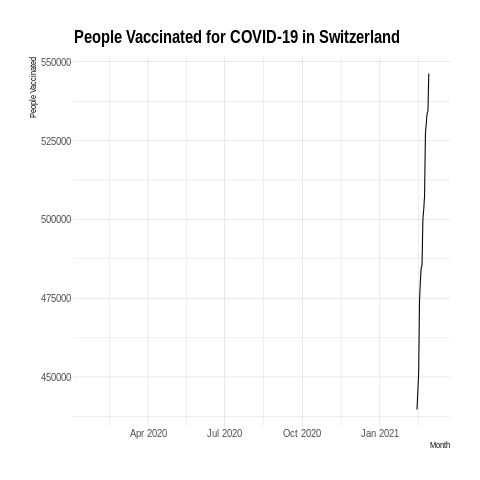 People Vaccinated for COVID-19 in Switzerland
People Vaccinated
550000
525000
500000
475000
450000
Apr 2020 Jul 2020 Oct 2020 Jan 2021
Month